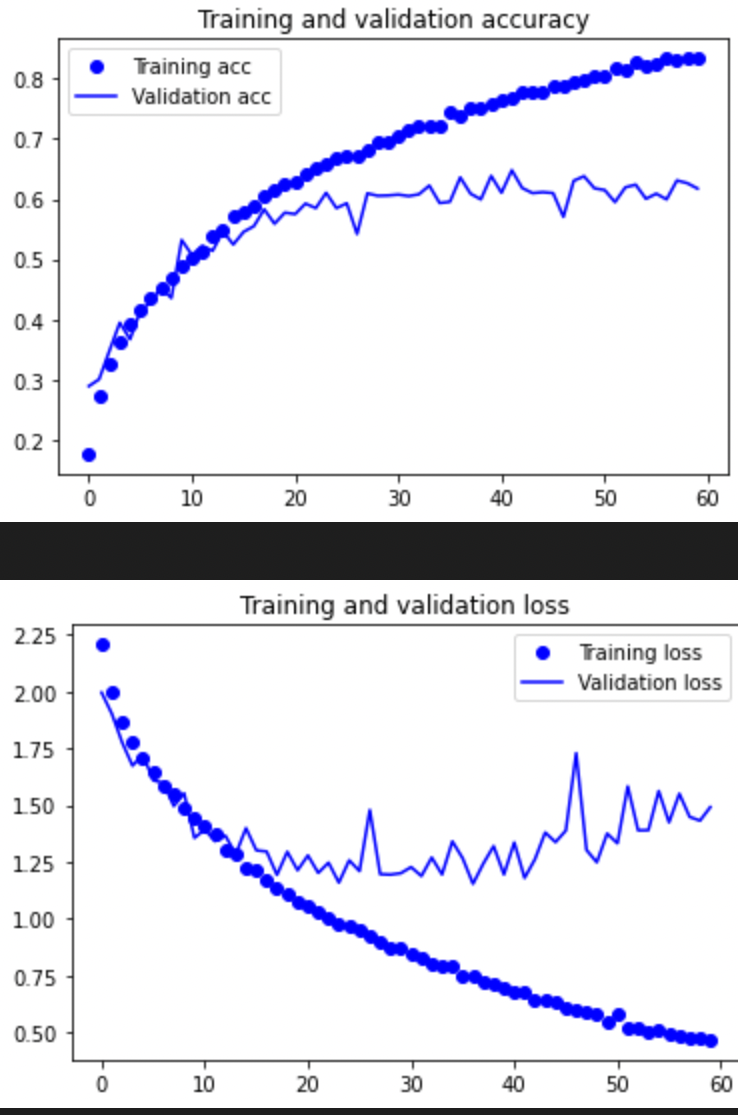 Training and validation accuracy
Training acc
Validation acc
0.8
0.7
0.6
0.5
0.4
0.3
0.2
0 10 20 30 40 50 60
Training and validation loss
2.25
Training loss
2.00
Validation loss
1.75
1.50
1.25
1.00
0.75
0.50
0 10 20 30 40 50 60